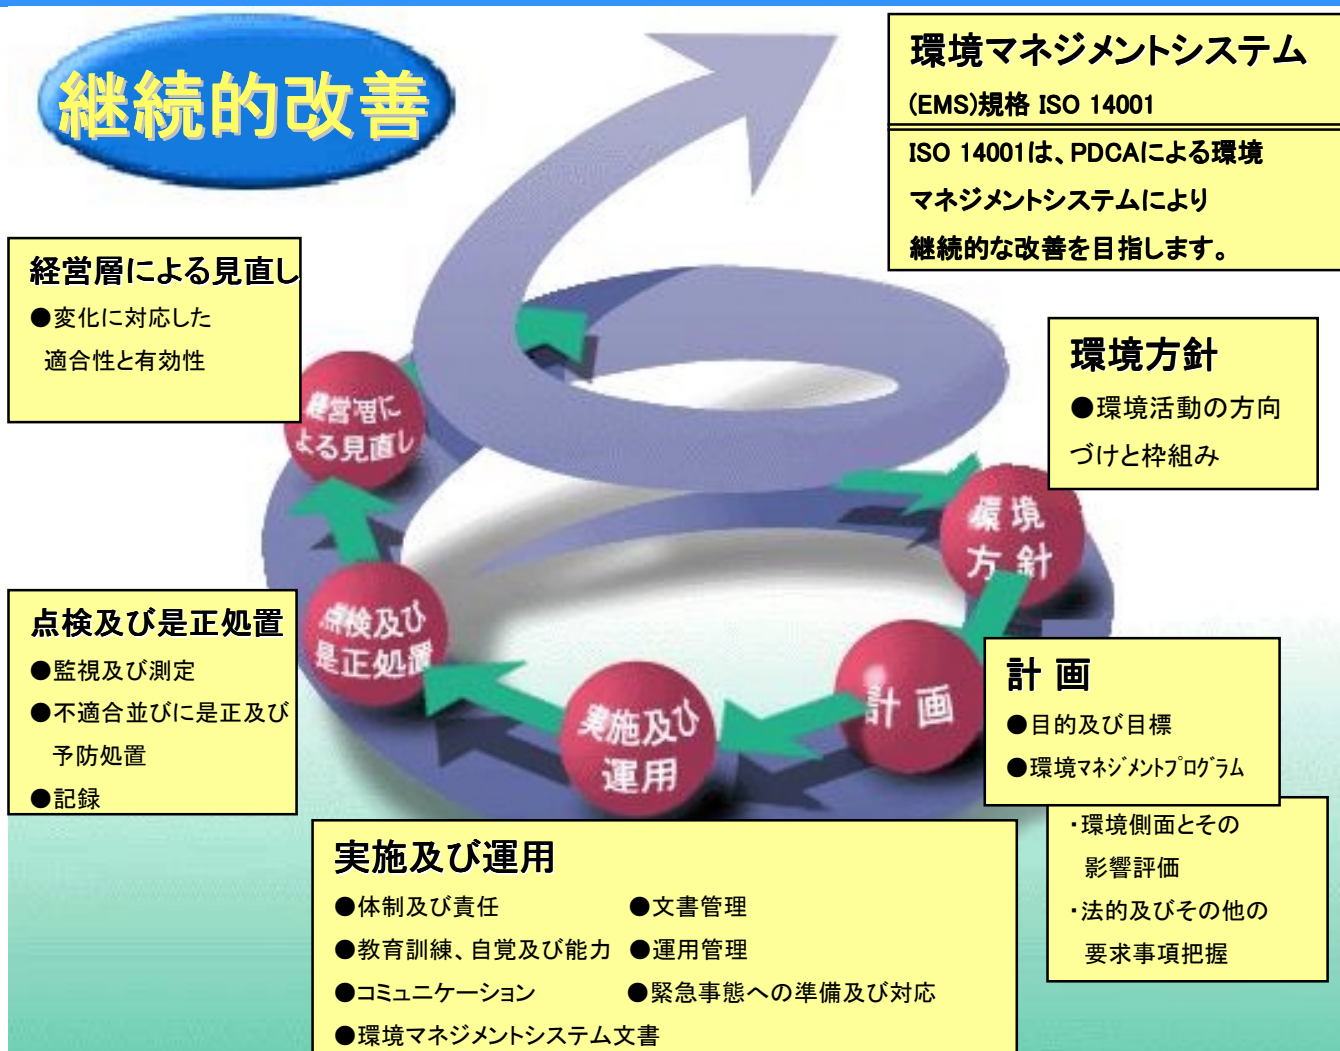 継続的改善
環境マネジメントシステム
(EMS)規格 ISO 14001
ISO 14001は、PDCAによる環境
マネジメントシステムにより
継続的な改善を目指します。
経営層による見直し
●変化に対応した
適合性と有効性
環境方針
●環境活動の方向
づけと枠組み
経営層に
よる見直し
環境
方針
点検及び是正処置
●監視及び測定
●不適合並びに是正及び
予防処置
●記録
点検及び
是正処置
実施及び
運用
計画
計 画
●目的及び目標
●環境マネジメントプログラム
・環境側面とその
影響評価
・法的及びその他の
要求事項把握
実施及び運用
●体制及び責任
●文書管理
●教育訓練、自覚及び能力
●運用管理
●コミュニケーション
●緊急事態への準備及び対応
●環境マネジメントシステム文書